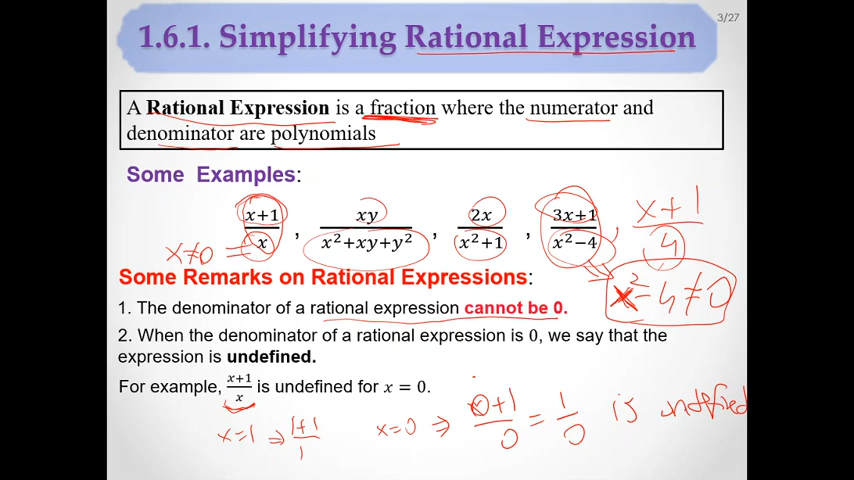 3/27
1.6.1. Simplifying Rational Expression
A Rational Expression is a fraction where the numerator and
denominator are polynomials
Some Examples:
x+1/x , xy/x²+xy+y² , 2x/x²+1 , 3x+1/x²−4 , x+1/4
x≠0
x²-4≠0
Some Remarks on Rational Expressions:
1. The denominator of a rational expression cannot be 0.
2. When the denominator of a rational expression is 0, we say that the
expression is undefined.
For example, x+1/x is undefined for x = 0.
x=1 ⇒ 1+1/1
x=0 ⇒ 0+1/0 = 1/0 is undefined